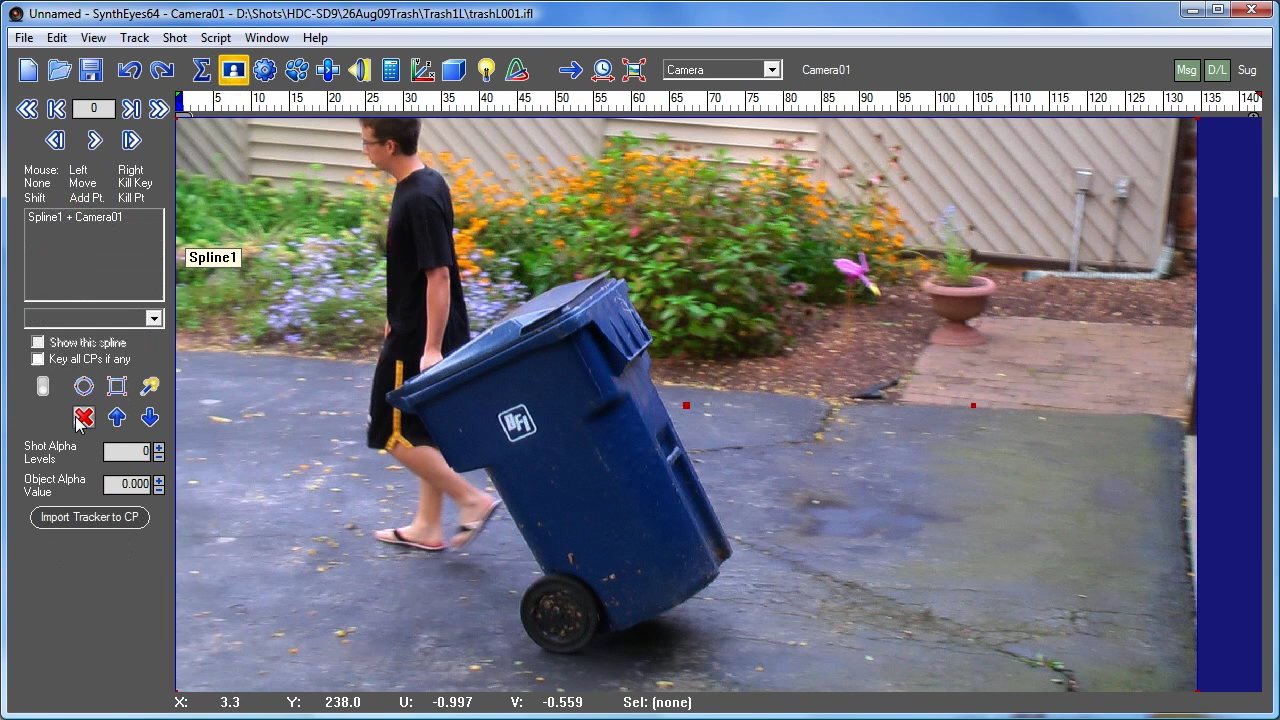 Unnamed - SynthEyes64 - Camera01 - D:\Shots\HDC-SD9\26Aug09Trash\Trash1L\trashL001.ifl
File Edit View Track Shot Script Window Help
Camera Camera01 Msg D/L Sug
0 5 10 15 20 25 30 35 40 45 50 55 60 65 70 75 80 85 90 95 100 105 110 115 120 125 130 135 140
Mouse: Left Right
None Move Kill Key
Shift Add Pt. Kill Pt
Spline1 + Camera01
Spline1
Show this spline
Key all CPs if any
BFI
Shot Alpha Levels 0
Object Alpha Value 0.000
Import Tracker to CP
X: 3.3 Y: 238.0 U: -0.997 V: -0.559 Sel: (none)